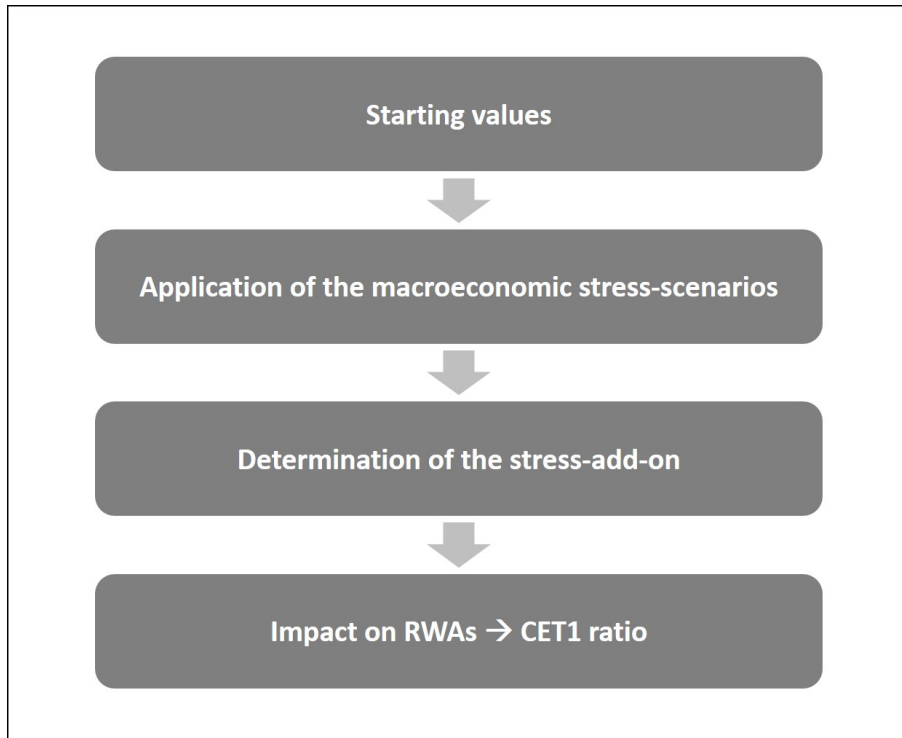 Starting values
Application of the macroeconomic stress-scenarios
Determination of the stress-add-on
Impact on RWAs → CET1 ratio